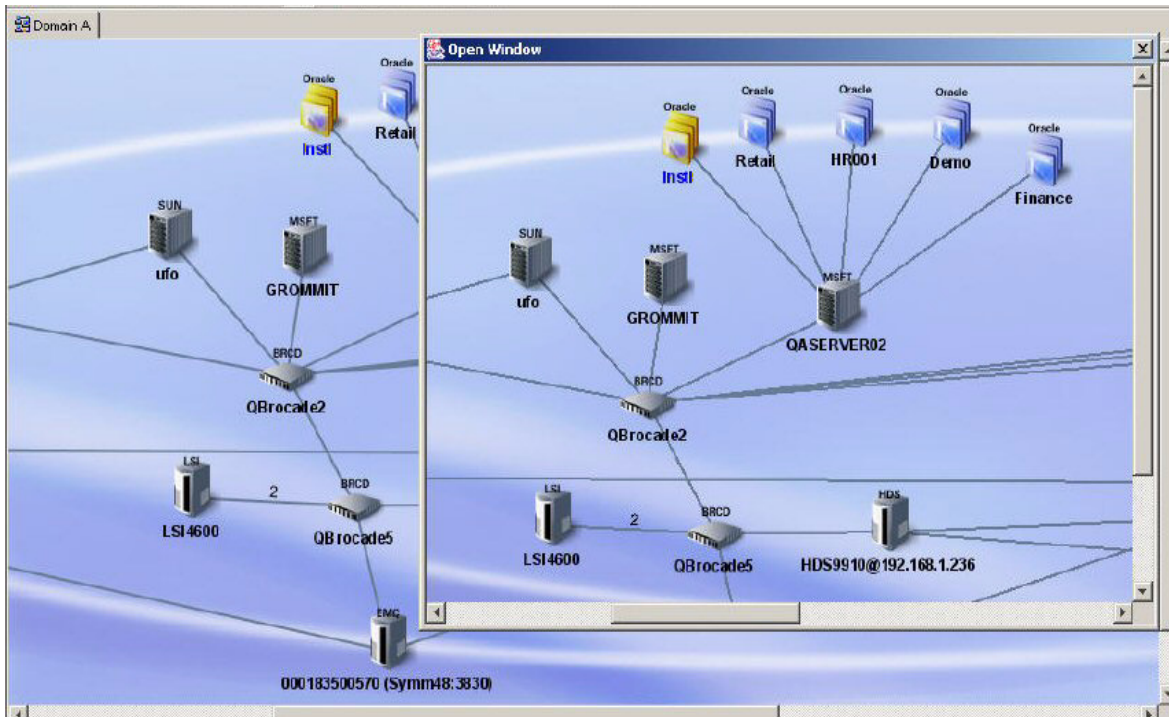 Domain A
Open Window
Oracle
Oracle
Instl
Retail
SUN
MSFT
ufo
GROMMIT
BRCD
QBrocade2
LSI
2
BRCD
LSI4600
QBrocade5
EMC
000183500570 (Symm48:3830)
Oracle
Oracle
Oracle
Oracle
Oracle
Instl
Retail
HR001
Demo
Finance
SUN
MSFT
MSFT
ufo
GROMMIT
QASERVER02
BRCD
QBrocade2
LSI
2
BRCD
HDS
LSI4600
QBrocade5
HDS9910@192.168.1.236